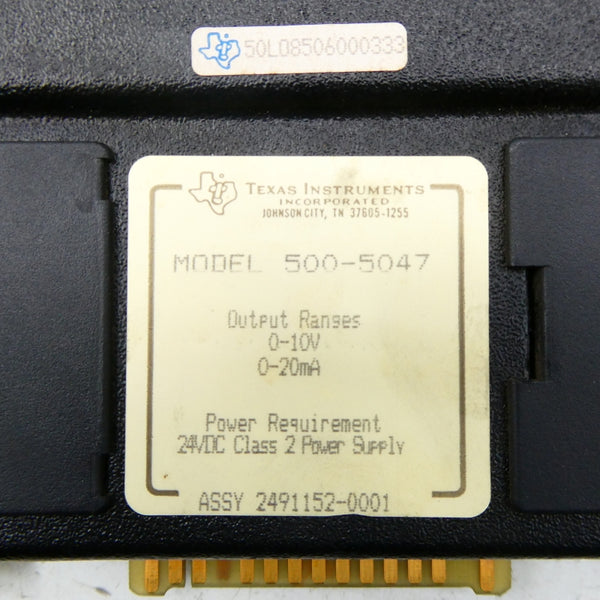 50L08506000333
TEXAS INSTRUMENTS
INCORPORATED
JOHNSON CITY, TN 37605-1255
MODEL 500-5047
Output Ranges
0-10V
0-20mA
Power Requirement
24VDC Class 2 Power Supply
ASSY 2491152-0001